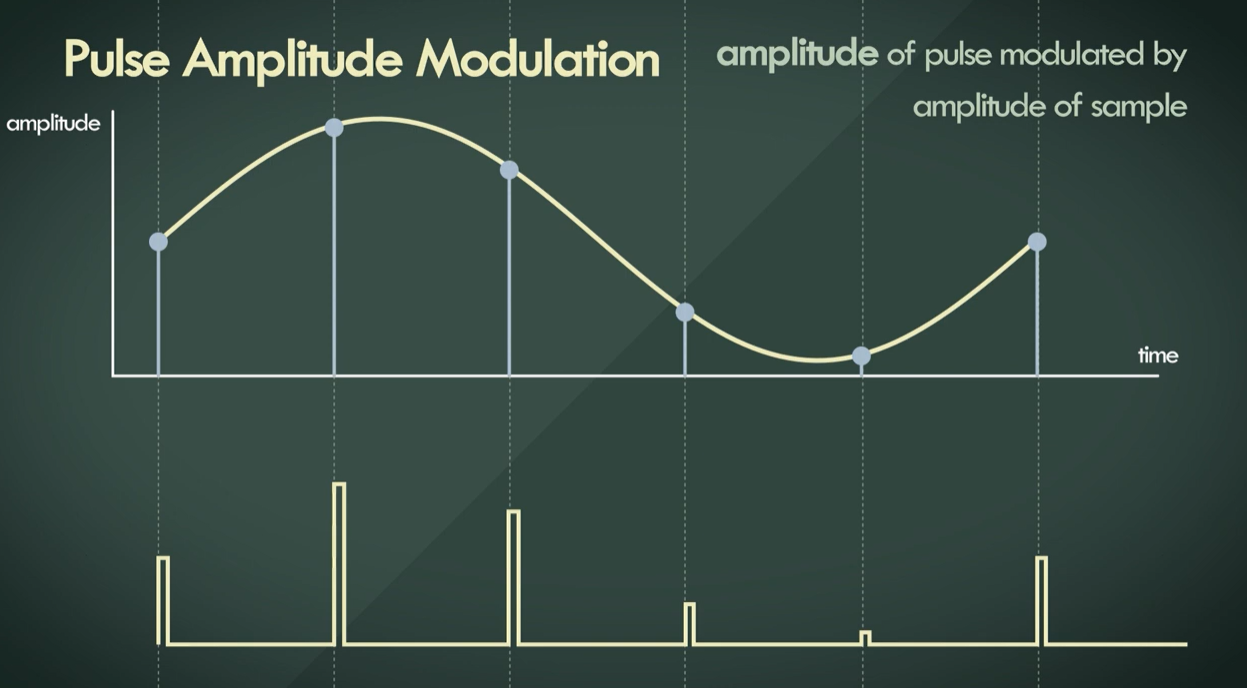 Pulse Amplitude Modulation
amplitude of pulse modulated by
amplitude of sample
amplitude
time